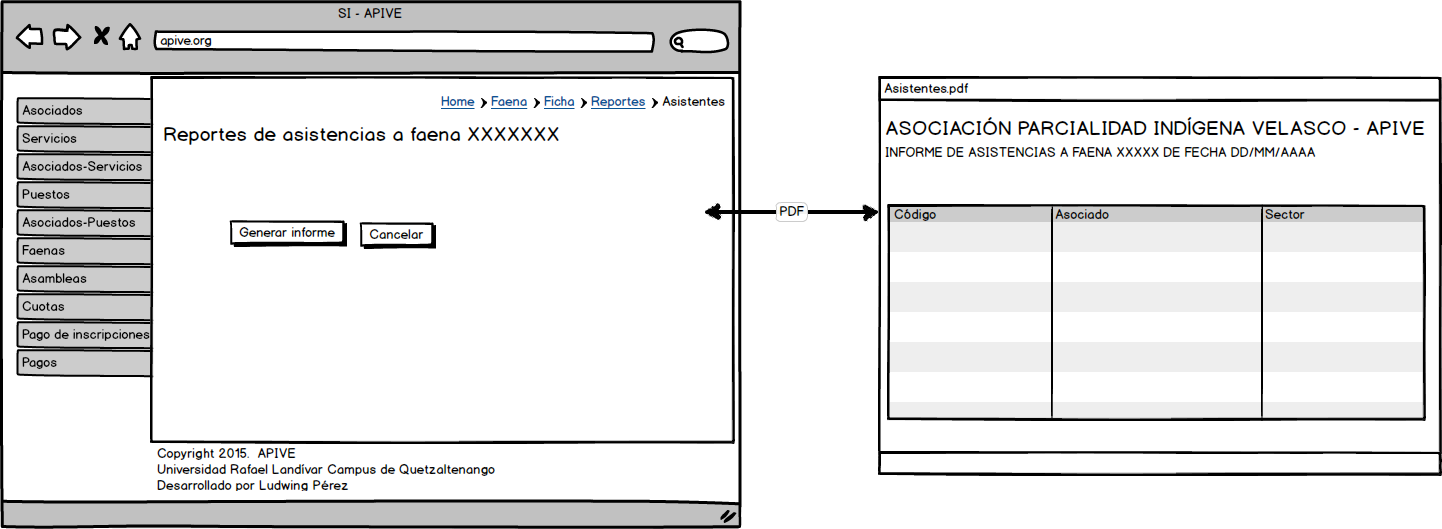 SI - APIVE
apive.org
Home > Faena > Ficha > Reportes > Asistentes
Reportes de asistencias a faena XXXXXXX
Asociados
Servicios
Asociados-Servicios
Puestos
Asociados-Puestos
Faenas
Asambleas
Cuotas
Pago de inscripciones
Pagos
Generar informe
Cancelar
Copyright 2015. APIVE
Universidad Rafael Landívar Campus de Quetzaltenango
Desarrollado por Ludwing Pérez
PDF
Asistentes.pdf
ASOCIACIÓN PARCIALIDAD INDÍGENA VELASCO - APIVE
INFORME DE ASISTENCIAS A FAENA XXXXX DE FECHA DD/MM/AAAA
Código Asociado Sector